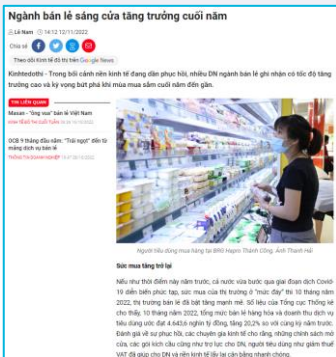 Ngành bán lẻ sáng cửa tăng trưởng cuối năm
Lê Nam 14:12 12/11/2022
Chia sẻ
Theo dõi Kinh tế đô thị trên Google News
Kinhtedothi - Trong bối cảnh nền kinh tế đang dần phục hồi, nhiều DN ngành bán lẻ ghi nhận có tốc độ tăng
trưởng cao và kỳ vọng bứt phá khi mùa mua sắm cuối năm đến gần.
TIN LIÊN QUAN
Masan - "ông vua" bán lẻ Việt Nam
OCB 9 tháng đầu năm: "Trái ngọt" đến từ
mảng dịch vụ bán lẻ
Người tiêu dùng mua hàng tại BRG Hapro Thành Công. Ảnh Thanh Hải
Sức mua tăng trở lại
Nếu như thời điểm này năm trước, cả nước vừa bước qua giai đoạn dịch Covid-
19 diễn biến phức tạp, sức mua của thị trường ở "mức đáy" thì 10 tháng năm
2022, thị trường bán lẻ đã bật tăng mạnh mẽ. Số liệu của Tổng cục Thống kê
cho thấy, 10 tháng năm 2022, tổng mức bán lẻ hàng hóa và doanh thu dịch vụ
tiêu dùng ước đạt 4.643,6 nghìn tỷ đồng, tăng 20,2% so với cùng kỳ năm trước.
Đánh giá về sự phục hồi, các chuyên gia kinh tế cho rằng, những chính sách mở
cửa, các gói kích cầu cũng như trợ lực cho DN, người tiêu dùng như giảm thuế
VAT đã giúp cho DN và nền kinh tế lấy lại cân bằng nhanh chóng.